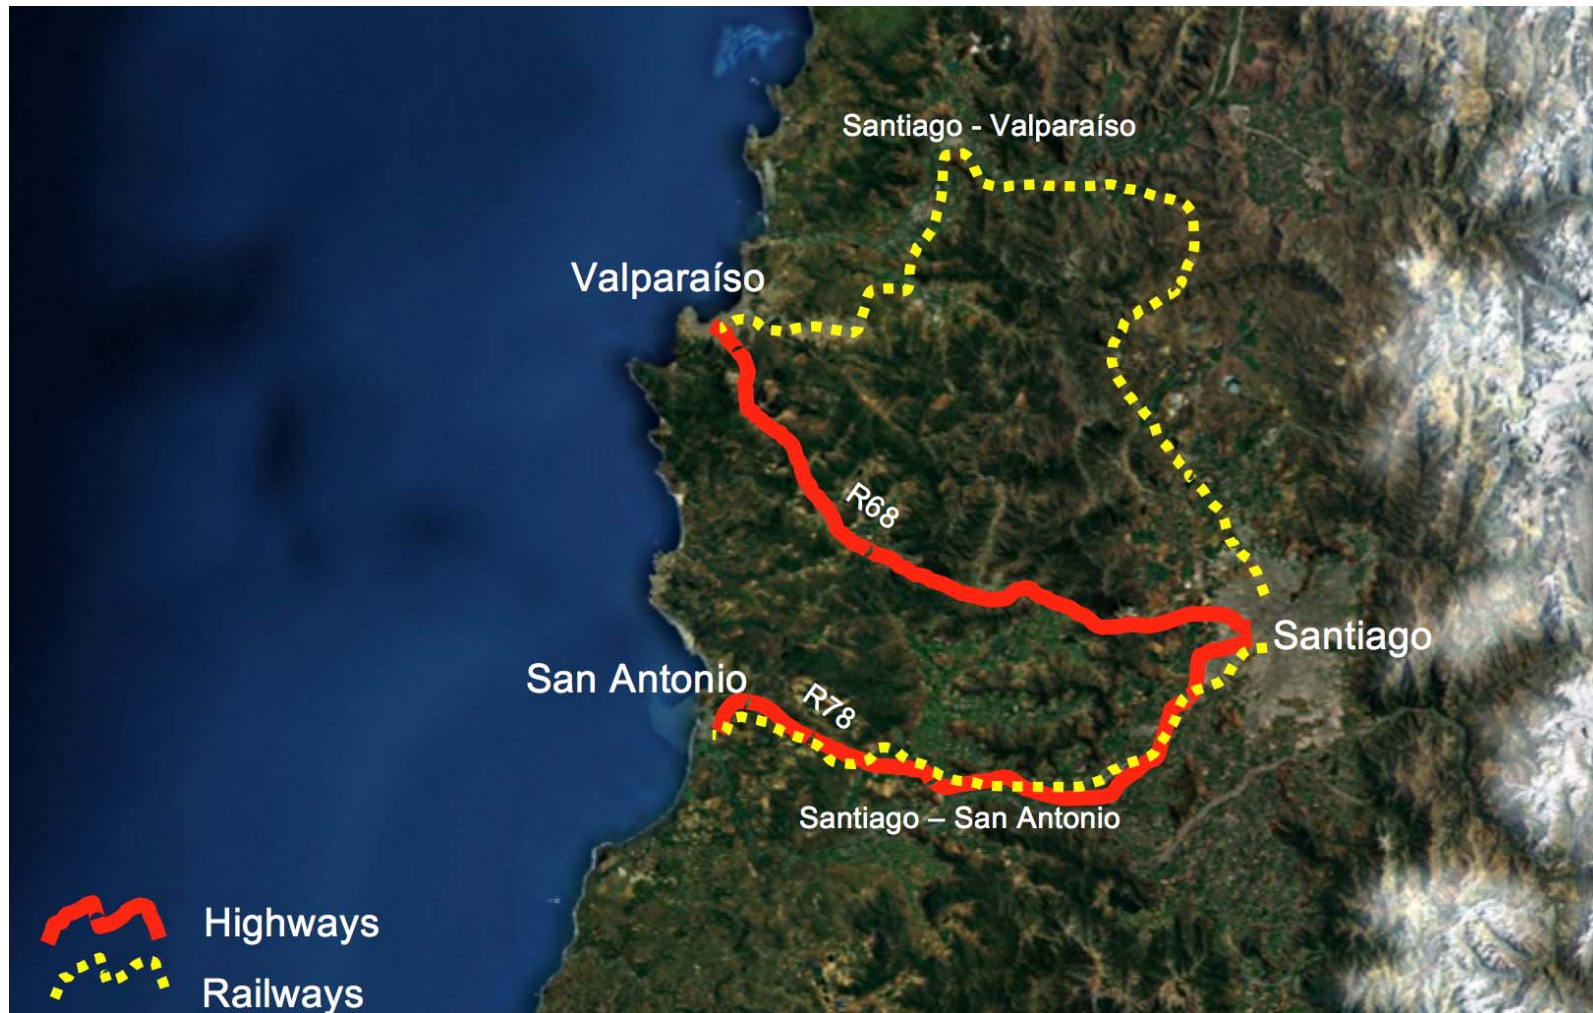 Santiago - Valparaíso
Valparaíso
R68
Santiago
San Antonio
R78
Santiago – San Antonio
Highways
Railways